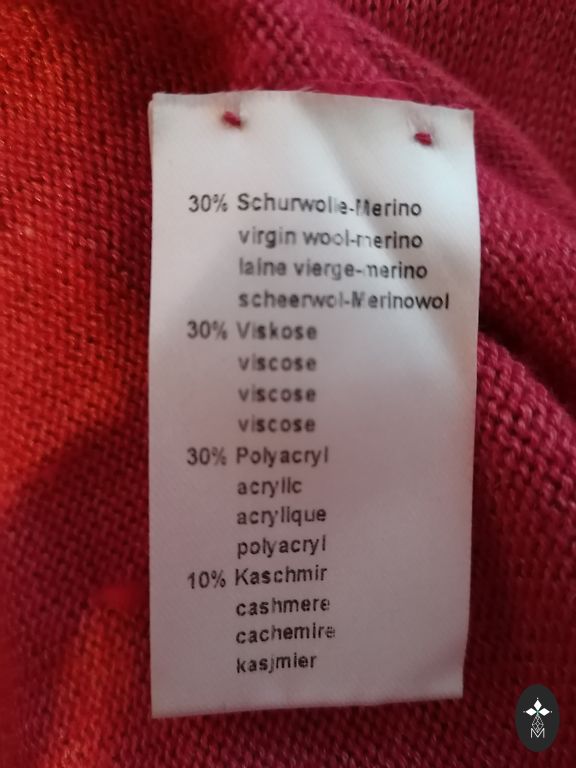 30% Schurwolle-Merino
virgin wool-merino
laine vierge-merino
scheerwol-Merinowol
30% Viskose
viscose
viscose
viscose
30% Polyacryl
acrylic
acrylique
polyacryl
10% Kaschmir
cashmere
cachemire
kasjmier
M